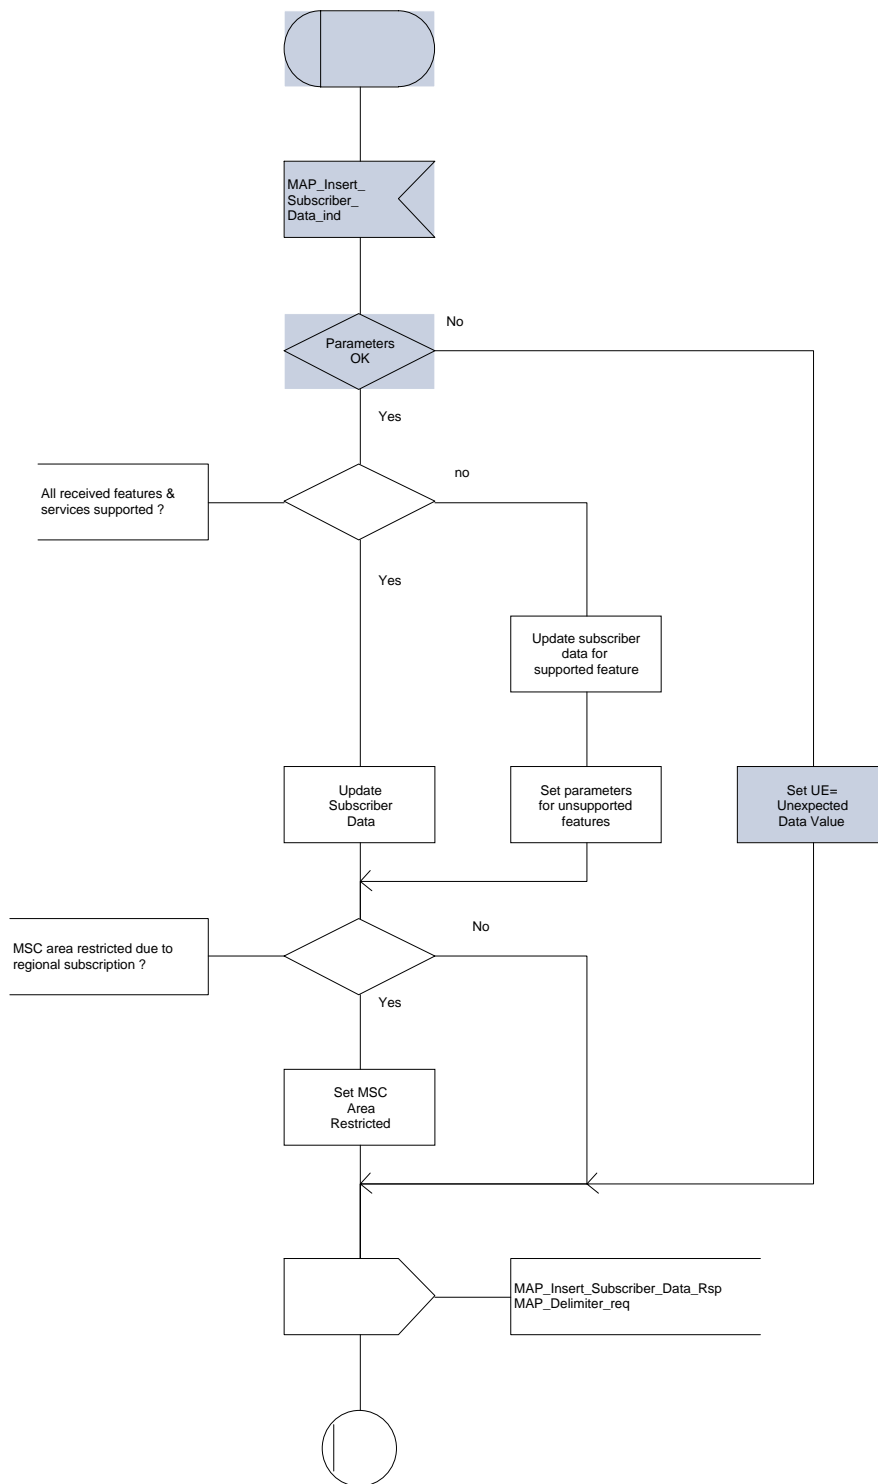 MAP_Insert_
Subscriber_
Data_ind
Parameters
OK
No
Yes
All received features &
services supported ?
no
Yes
Update subscriber
data for
supported feature
Update
Subscriber
Data
Set parameters
for unsupported
features
Set UE=
Unexpected
Data Value
MSC area restricted due to
regional subscription ?
No
Yes
Set MSC
Area
Restricted
MAP_Insert_Subscriber_Data_Rsp
MAP_Delimiter_req